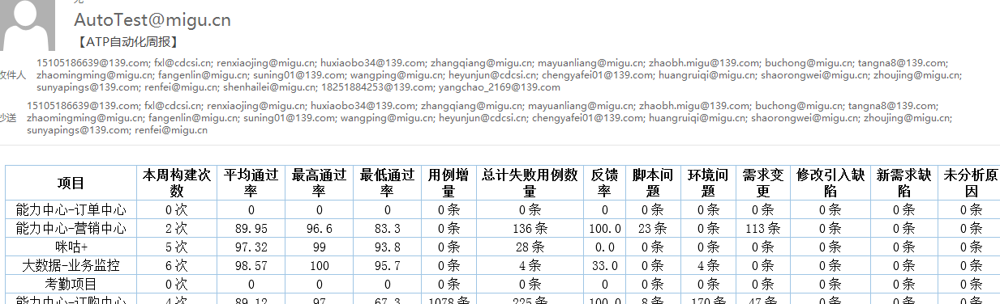 AutoTest@migu.cn
【ATP自动化周报】
收件人 15105186639@139.com; fxl@cdcsi.cn; renxiaojing@migu.cn; huxiaobo34@139.com; zhangqiang@migu.cn; mayuanliang@migu.cn; zhaobh.migu@139.com; buchong@migu.cn; tangna8@139.com;
zhaomingming@migu.cn; fangenlin@migu.cn; suning01@139.com; wangping@migu.cn; heyunjun@cdcsi.cn; chengyafei01@139.com; huangruiqi@migu.cn; shaorongwei@migu.cn; zhoujing@migu.cn;
sunyapings@139.com; renfei@migu.cn; shenhailei@migu.cn; 18251884253@139.com; yangchao_2169@139.com
抄送 15105186639@139.com; fxl@cdcsi.cn; renxiaojing@migu.cn; huxiaobo34@139.com; zhangqiang@migu.cn; mayuanliang@migu.cn; zhaobh.migu@139.com; buchong@migu.cn; tangna8@139.com;
zhaomingming@migu.cn; fangenlin@migu.cn; suning01@139.com; wangping@migu.cn; heyunjun@cdcsi.cn; chengyafei01@139.com; huangruiqi@migu.cn; shaorongwei@migu.cn; zhoujing@migu.cn;
sunyapings@139.com; renfei@migu.cn
项目 本周构建次数 平均通过率 最高通过率 最低通过率 用例增量 总计失败用例数量 反馈率 脚本问题 环境问题 需求变更 修改引入缺陷 新需求缺陷 未分析原因
能力中心-订单中心 0次 0 0 0 0条 0条 0 0条 0条 0条 0条 0条 0条
能力中心-营销中心 2次 89.95 96.6 83.3 0条 136条 100.0 23条 0条 113条 0条 0条 0条
咪咕+ 5次 97.32 99 93.8 0条 28条 0.0 0条 0条 0条 0条 0条 0条
大数据-业务监控 6次 98.57 100 95.7 0条 4条 33.0 0条 4条 0条 0条 0条 0条
考勤项目 0次 0 0 0 0条 0条 0 0条 0条 0条 0条 0条 0条
能力中心-订购中心 4次 89.12 97 67.3 1078条 225条 100.0 8条 170条 47条 0条 0条 0条